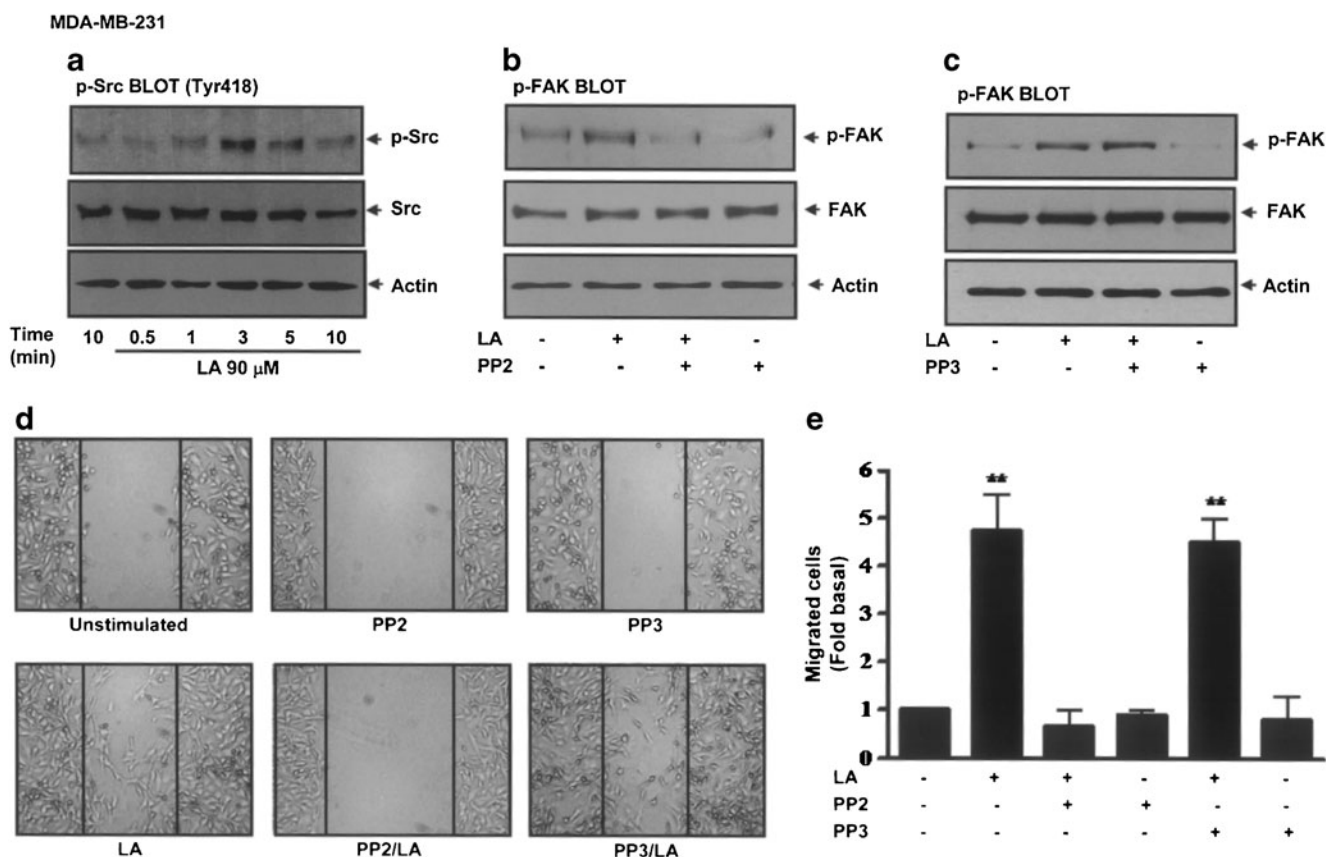 MDA-MB-231
a
p-Src BLOT (Tyr418)
p-Src
Src
Actin
Time (min) 10 0.5 1 3 5 10
LA 90 μM
b
p-FAK BLOT
p-FAK
FAK
Actin
LA - + + -
PP2 - - + +
c
p-FAK BLOT
p-FAK
FAK
Actin
LA - + + -
PP3 - - + +
d
Unstimulated
PP2
PP3
LA
PP2/LA
PP3/LA
e
Migrated cells
(Fold basal)
6
5
4
3
2
1
0
** **
LA - + + - + -
PP2 - - + + - -
PP3 - - - - + +